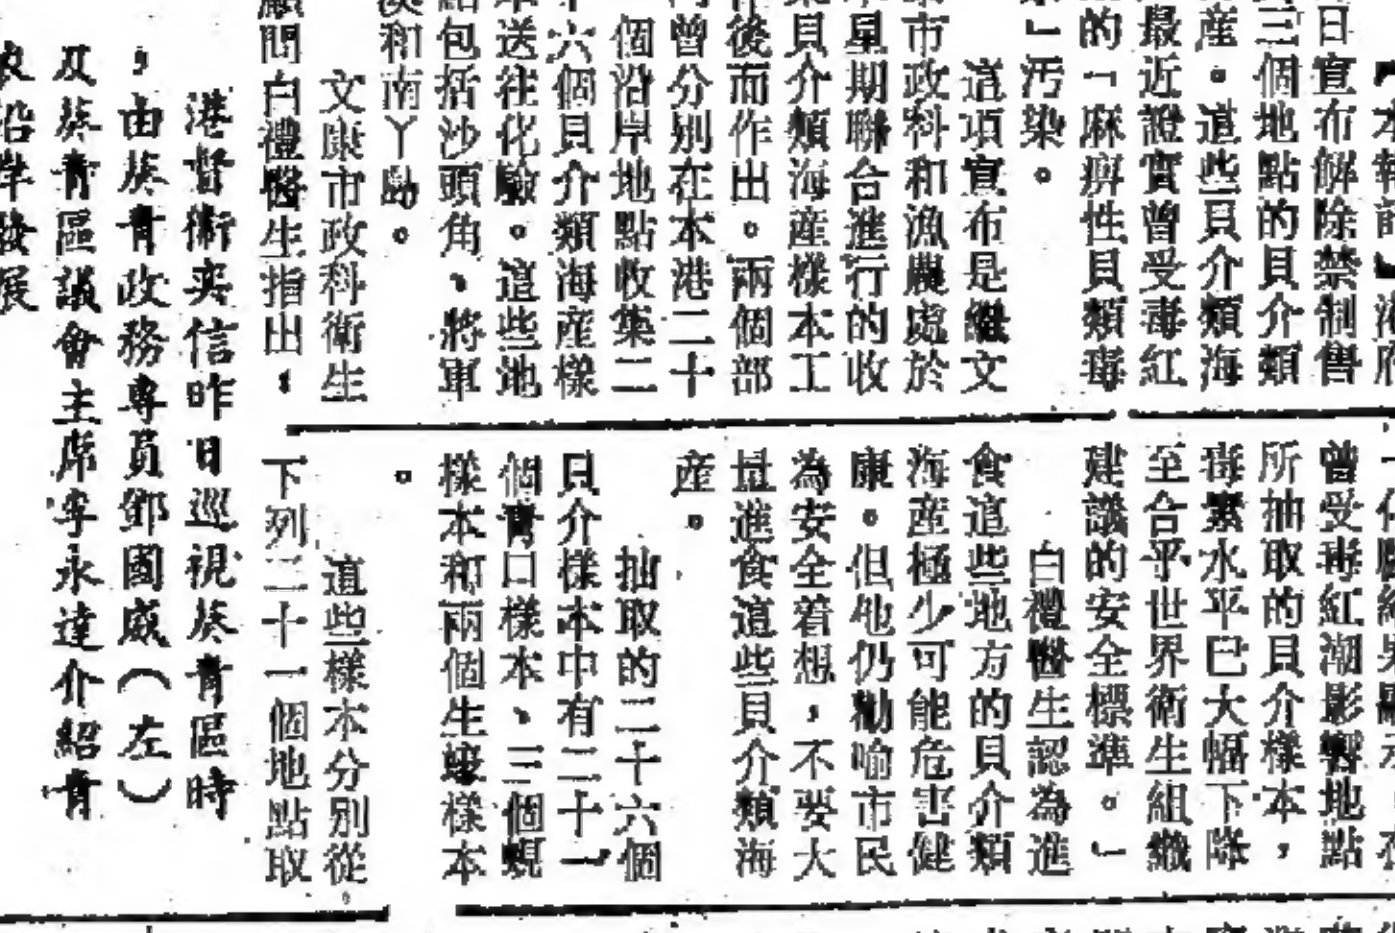 日宣布解除禁制售
三個地點的貝介類
產。這些貝介類海
最近證實曾受毒紅
的「麻痹性貝類毒
」污染。
這項宣布是繼文
市政科和漁農處於
星期聯合進行的收
貝介類海產樣本工
後而作出。兩個部
曾分別在本港二十
個沿岸地點收集二
六個貝介類海產樣
送往化驗。這些地
包括沙頭角、將軍
和南丫島。
文康市政科衛生
顧問白禮醫生指出:
曾受毒紅潮影響地點
所抽取的貝介樣本,
毒素水平已大幅下降
至合乎世界衛生組織
建議的安全標準。」
白禮醫生認為進
食這些地方的貝介類
海產極少可能危害健
康。但他仍勸喻市民
為安全着想,不要大
量進食這些貝介類海
產。
抽取的二十六個
貝介樣本中有二十一
個青口樣本、三個蜆
樣本和兩個生蠔樣本
。
這些樣本分別從
下列二十一個地點取
港督衛奕信昨日巡視葵青區時
,由葵青政務專員鄧國威(左)
及葵青區議會主席李永達介紹青
沿岸發展